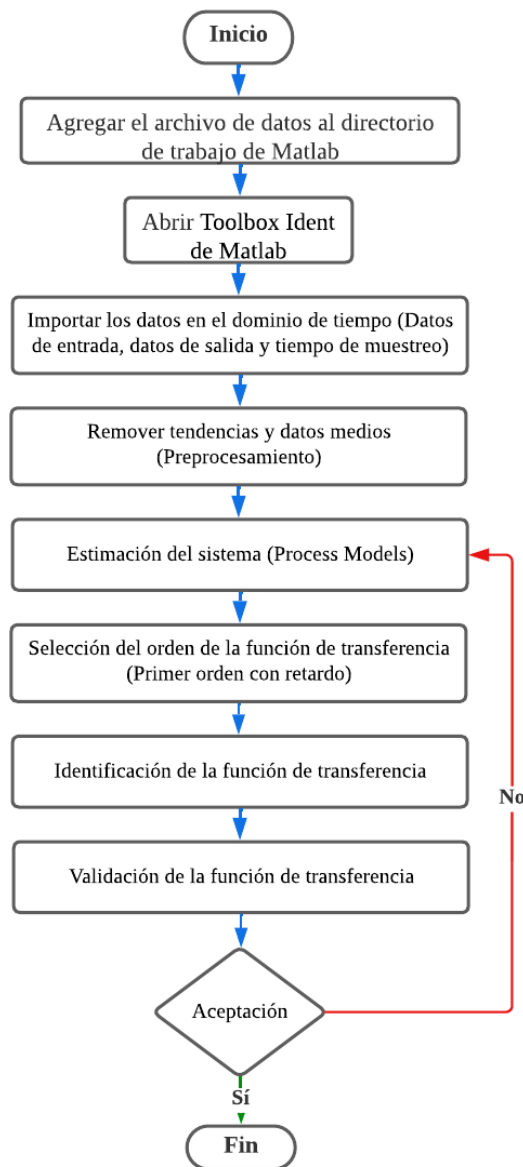 Inicio
Agregar el archivo de datos al directorio
de trabajo de Matlab
Abrir Toolbox Ident
de Matlab
Importar los datos en el dominio de tiempo (Datos
de entrada, datos de salida y tiempo de muestreo)
Remover tendencias y datos medios
(Preprocesamiento)
Estimación del sistema (Process Models)
Selección del orden de la función de transferencia
(Primer orden con retardo)
Identificación de la función de transferencia
No
Validación de la función de transferencia
Aceptación
Sí
Fin